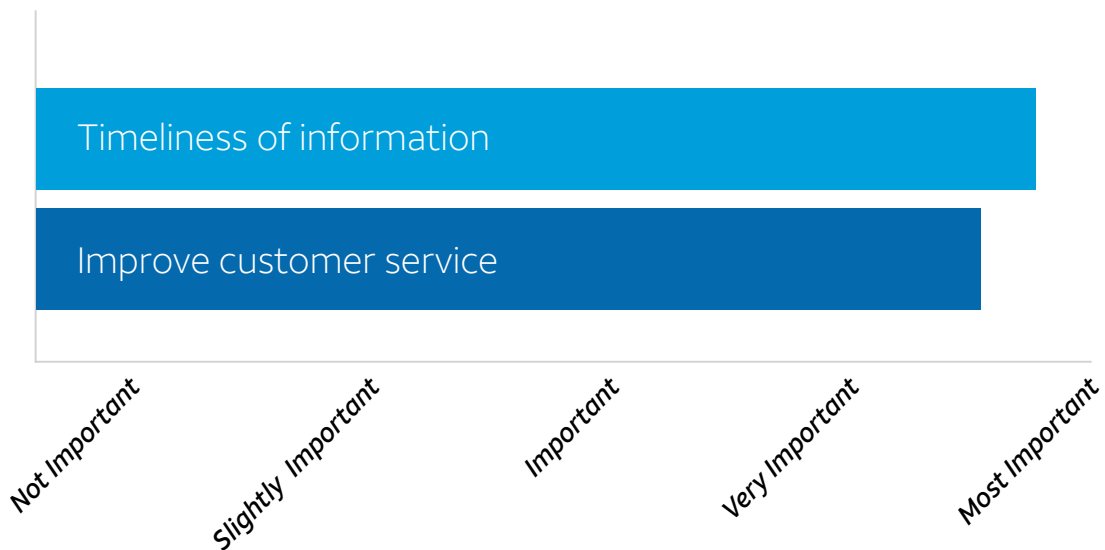 Timeliness of information
Improve customer service
Not Important
Slightly Important
Important
Very Important
Most Important